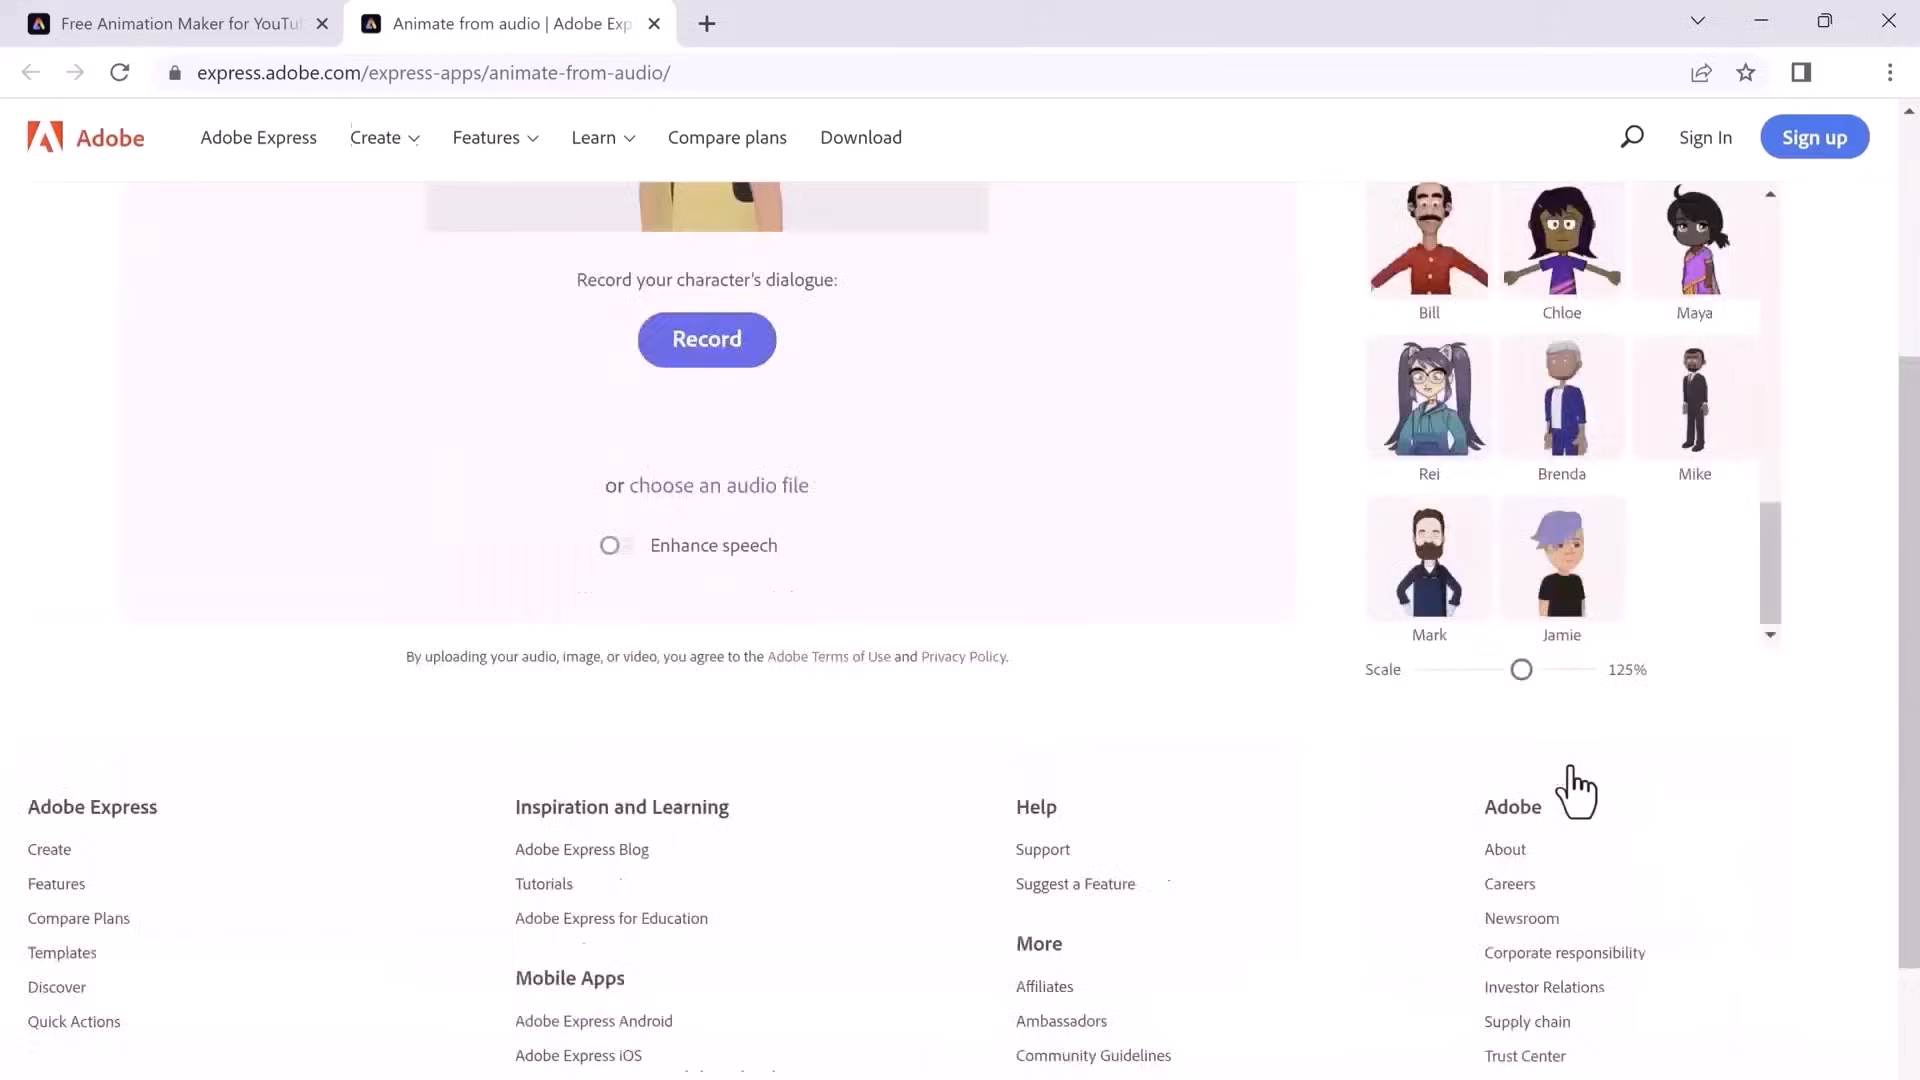 Free Animation Maker for YouTu
Animate from audio | Adobe Exp
express.adobe.com/express-apps/animate-from-audio/
Adobe
Adobe Express
Create
Features
Learn
Compare plans
Download
Sign In
Sign up
Record your character's dialogue:
Record
or choose an audio file
Enhance speech
By uploading your audio, image, or video, you agree to the Adobe Terms of Use and Privacy Policy.
Bill
Chloe
Maya
Rei
Brenda
Mike
Mark
Jamie
Scale
125%
Adobe Express
Create
Features
Compare Plans
Templates
Discover
Quick Actions
Inspiration and Learning
Adobe Express Blog
Tutorials
Adobe Express for Education
Mobile Apps
Adobe Express Android
Adobe Express iOS
Help
Support
Suggest a Feature
More
Affiliates
Ambassadors
Community Guidelines
Adobe
About
Careers
Newsroom
Corporate responsibility
Investor Relations
Supply chain
Trust Center